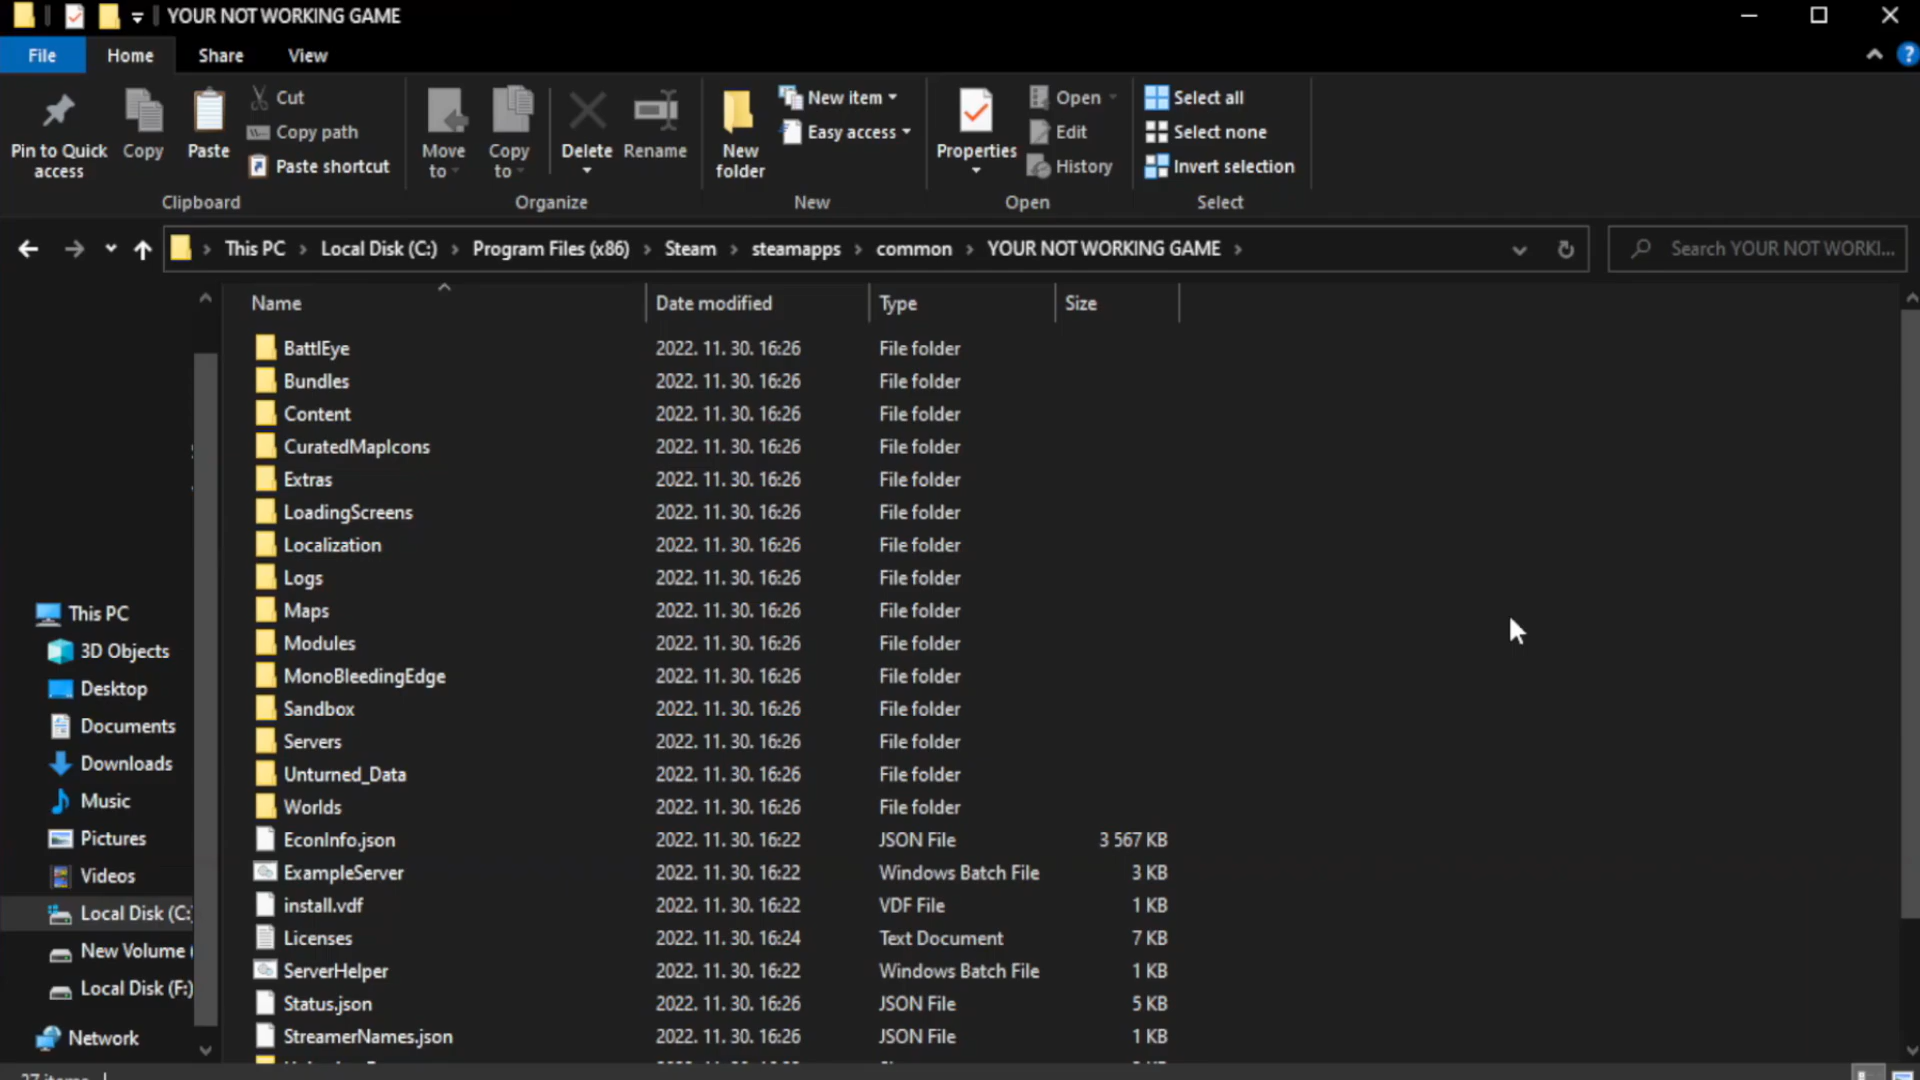 YOUR NOT WORKING GAME
File Home Share View
Pin to Quick access
Copy
Paste
Cut
Copy path
Paste shortcut
Clipboard
Move to
Copy to
Delete
Rename
Organize
New folder
New item
Easy access
New
Properties
Open
Edit
History
Open
Select all
Select none
Invert selection
Select
This PC > Local Disk (C:) > Program Files (x86) > Steam > steamapps > common > YOUR NOT WORKING GAME >
Search YOUR NOT WORKI...
Name Date modified Type Size
BattlEye 2022. 11. 30. 16:26 File folder
Bundles 2022. 11. 30. 16:26 File folder
Content 2022. 11. 30. 16:26 File folder
CuratedMapIcons 2022. 11. 30. 16:26 File folder
Extras 2022. 11. 30. 16:26 File folder
LoadingScreens 2022. 11. 30. 16:26 File folder
Localization 2022. 11. 30. 16:26 File folder
Logs 2022. 11. 30. 16:26 File folder
Maps 2022. 11. 30. 16:26 File folder
Modules 2022. 11. 30. 16:26 File folder
MonoBleedingEdge 2022. 11. 30. 16:26 File folder
Sandbox 2022. 11. 30. 16:26 File folder
Servers 2022. 11. 30. 16:26 File folder
Unturned_Data 2022. 11. 30. 16:26 File folder
Worlds 2022. 11. 30. 16:26 File folder
EconInfo.json 2022. 11. 30. 16:22 JSON File 3 567 KB
ExampleServer 2022. 11. 30. 16:22 Windows Batch File 3 KB
install.vdf 2022. 11. 30. 16:22 VDF File 1 KB
Licenses 2022. 11. 30. 16:24 Text Document 7 KB
ServerHelper 2022. 11. 30. 16:22 Windows Batch File 1 KB
Status.json 2022. 11. 30. 16:26 JSON File 5 KB
StreamerNames.json 2022. 11. 30. 16:26 JSON File 1 KB
This PC
3D Objects
Desktop
Documents
Downloads
Music
Pictures
Videos
Local Disk (C:
New Volume (
Local Disk (F:)
Network